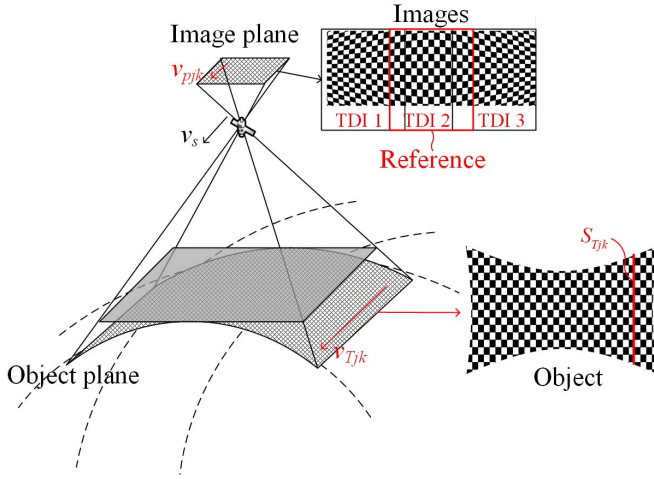 Images
Image plane
v_pjk
TDI 1 TDI 2 TDI 3
v_s
Reference
S_Tjk
v_Tjk
Object plane
Object